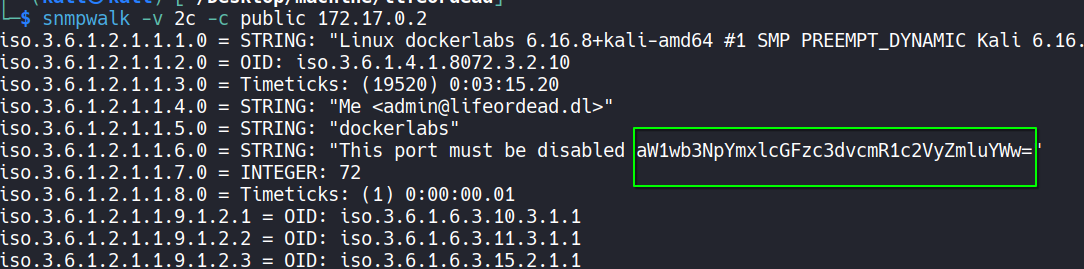 (kali㉿kali)-[~/Desktop/machine/lifeordead]
└─$ snmpwalk -v 2c -c public 172.17.0.2
iso.3.6.1.2.1.1.1.0 = STRING: "Linux dockerlabs 6.16.8+kali-amd64 #1 SMP PREEMPT_DYNAMIC Kali 6.16.
iso.3.6.1.2.1.1.2.0 = OID: iso.3.6.1.4.1.8072.3.2.10
iso.3.6.1.2.1.1.3.0 = Timeticks: (19520) 0:03:15.20
iso.3.6.1.2.1.1.4.0 = STRING: "Me <admin@lifeordead.dl>"
iso.3.6.1.2.1.1.5.0 = STRING: "dockerlabs"
iso.3.6.1.2.1.1.6.0 = STRING: "This port must be disabled aW1wb3NpYmxlcGFzc3dvcmR1c2VyZmluYWw="
iso.3.6.1.2.1.1.7.0 = INTEGER: 72
iso.3.6.1.2.1.1.8.0 = Timeticks: (1) 0:00:00.01
iso.3.6.1.2.1.1.9.1.2.1 = OID: iso.3.6.1.6.3.10.3.1.1
iso.3.6.1.2.1.1.9.1.2.2 = OID: iso.3.6.1.6.3.11.3.1.1
iso.3.6.1.2.1.1.9.1.2.3 = OID: iso.3.6.1.6.3.15.2.1.1